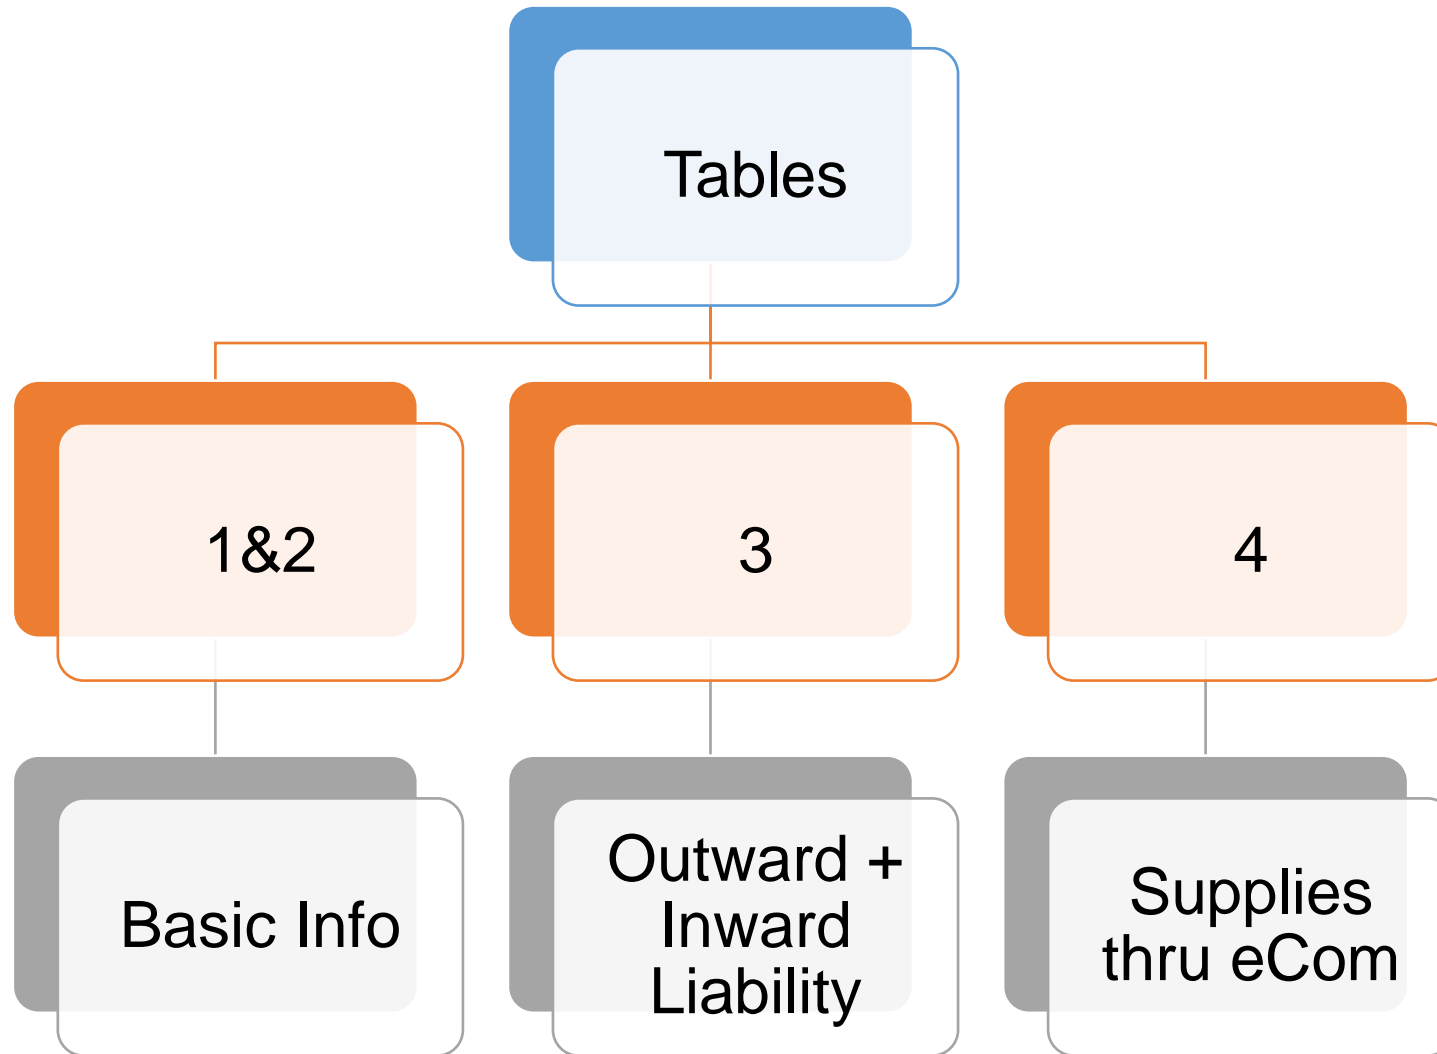 Tables
1&2
3
4
Basic Info
Outward +
Inward
Liability
Supplies
thru eCom